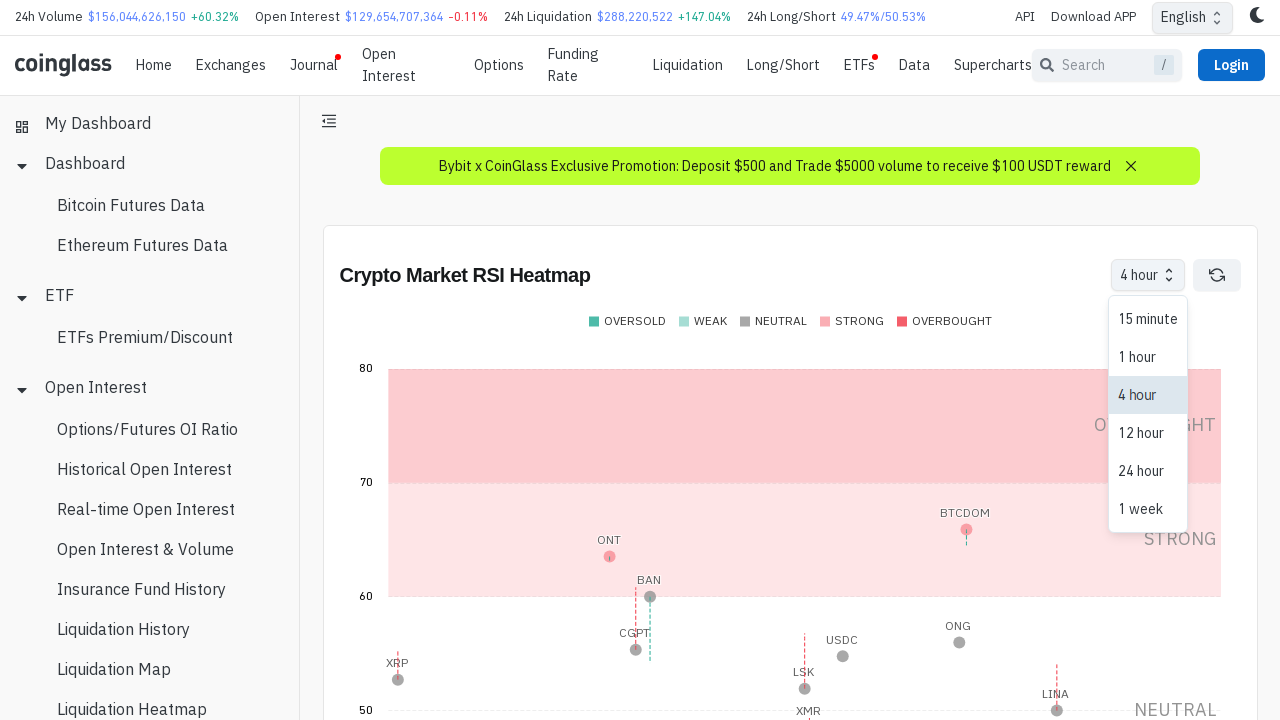 24h Volume $156,044,626,150 +60.32% Open Interest $129,654,707,364 -0.11% 24h Liquidation $288,220,522 +147.04% 24h Long/Short 49.47%/50.53% API Download APP English
coinglass Home Exchanges Journal Open Interest Options Funding Rate Liquidation Long/Short ETFs Data Supercharts Search / Login
My Dashboard
Dashboard
Bitcoin Futures Data
Ethereum Futures Data
ETF
ETFs Premium/Discount
Open Interest
Options/Futures OI Ratio
Historical Open Interest
Real-time Open Interest
Open Interest & Volume
Insurance Fund History
Liquidation History
Liquidation Map
Liquidation Heatmap
Bybit x CoinGlass Exclusive Promotion: Deposit $500 and Trade $5000 volume to receive $100 USDT reward
Crypto Market RSI Heatmap
4 hour
15 minute
1 hour
4 hour
12 hour
24 hour
1 week
OVERSOLD WEAK NEUTRAL STRONG OVERBOUGHT
80
70
BTCDOM
STRONG
ONT
BAN
60
ONG
CGPT
USDC
XRP
LSK
LINA
50
XMR
NEUTRAL